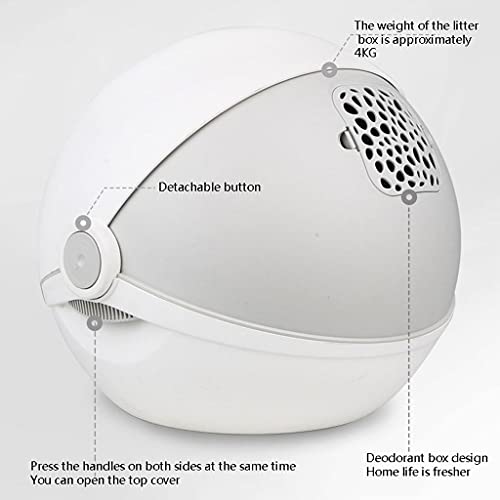 The weight of the litter
box is approximately
4KG
Detachable button
Press the handles on both sides at the same time
You can open the top cover
Deodorant box design
Home life is fresher